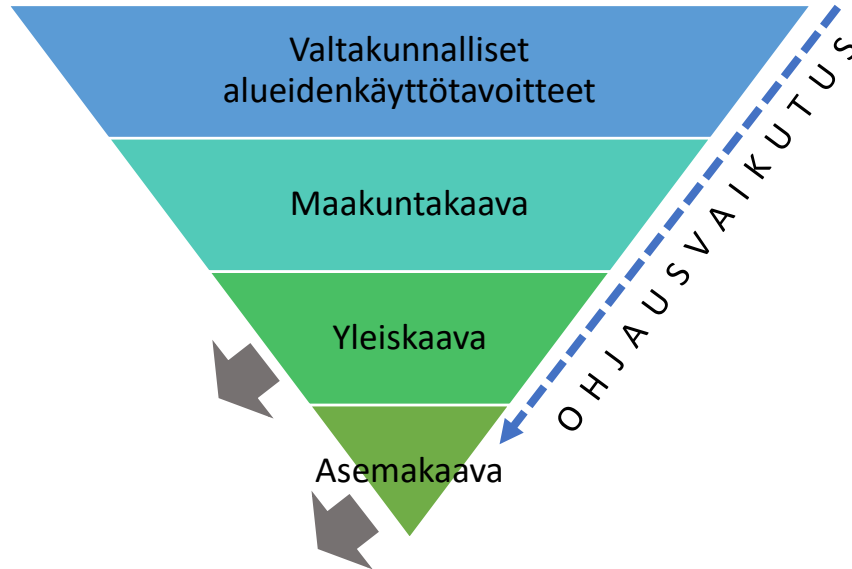 Valtakunnalliset
alueidenkäyttötavoitteet
Maakuntakaava
Yleiskaava
Asemakaava
OHJAUSVAIKUTUS